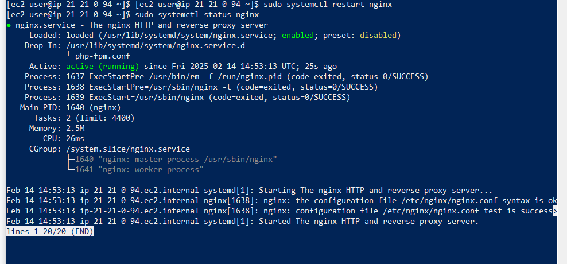 [ec2 user@ip 21 21 0 94 ~]$ [ec2 user@ip 21 21 0 94 ~]$ sudo systemctl restart nginx
[ec2 user@ip 21 21 0 94 ~]$ sudo systemctl status nginx
● nginx.service - The nginx HTTP and reverse proxy server
Loaded: loaded (/usr/lib/systemd/system/nginx.service; enabled; preset: disabled)
Drop In: /usr/lib/systemd/system/nginx.service.d
└ php-fpm.conf
Active: active (running) since Fri 2025 02 14 14:53:13 UTC; 25s ago
Process: 1637 ExecStartPre=/usr/bin/rm -f /run/nginx.pid (code=exited, status=0/SUCCESS)
Process: 1638 ExecStartPre=/usr/sbin/nginx -t (code=exited, status=0/SUCCESS)
Process: 1639 ExecStart=/usr/sbin/nginx (code=exited, status=0/SUCCESS)
Main PID: 1640 (nginx)
Tasks: 2 (limit: 4400)
Memory: 2.5M
CPU: 26ms
CGroup: /system.slice/nginx.service
├─1640 "nginx: master process /usr/sbin/nginx"
└─1641 "nginx: worker process"
Feb 14 14:53:13 ip-21-21-0-94.ec2.internal systemd[1]: Starting The nginx HTTP and reverse proxy server...
Feb 14 14:53:13 ip-21-21-0-94.ec2.internal nginx[1638]: nginx: the configuration file /etc/nginx/nginx.conf syntax is ok
Feb 14 14:53:13 ip-21-21-0-94.ec2.internal nginx[1638]: nginx: configuration file /etc/nginx/nginx.conf test is success
Feb 14 14:53:13 ip-21-21-0-94.ec2.internal systemd[1]: Started The nginx HTTP and reverse proxy server.
lines 1-20/20 (END)